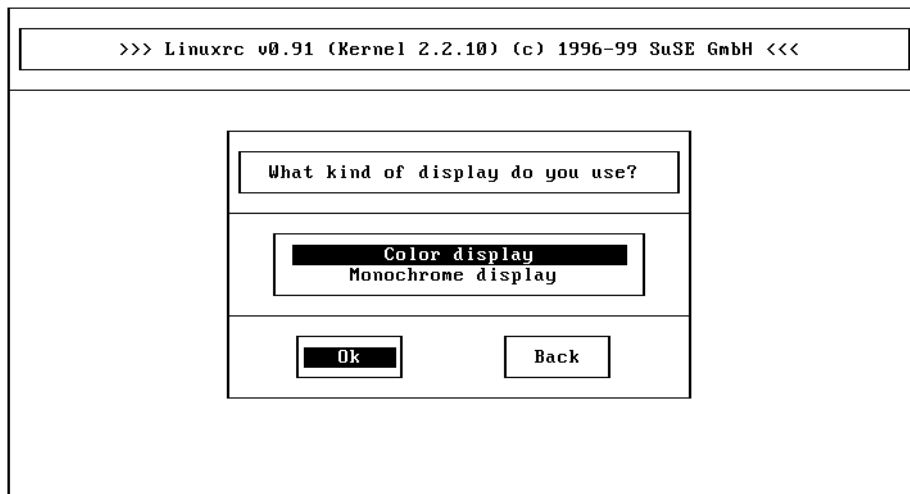 >>> Linuxrc v0.91 (Kernel 2.2.10) (c) 1996-99 SuSE GmbH <<<
What kind of display do you use?
Color display
Monochrome display
Ok Back